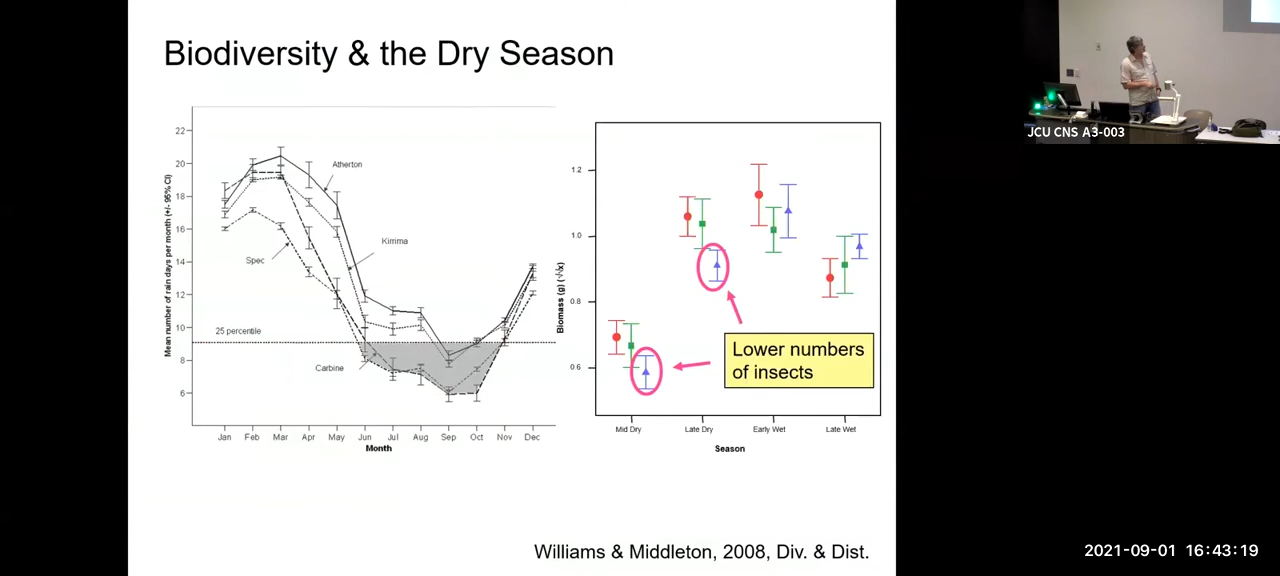 Biodiversity & the Dry Season
JCU CNS A3-003
Mean number of rain days per month (+/- 95% CI)
22
20
18
16
14
12
10
8
6
Atherton
Kirrima
Spec
25 percentile
Carbine
Jan Feb Mar Apr May Jun Jul Aug Sep Oct Nov Dec
Month
Biomass (g) (√√x)
1.2
1.0
0.8
0.6
Lower numbers
of insects
Mid Dry Late Dry Early Wet Late Wet
Season
Williams & Middleton, 2008, Div. & Dist.
2021-09-01 16:43:19